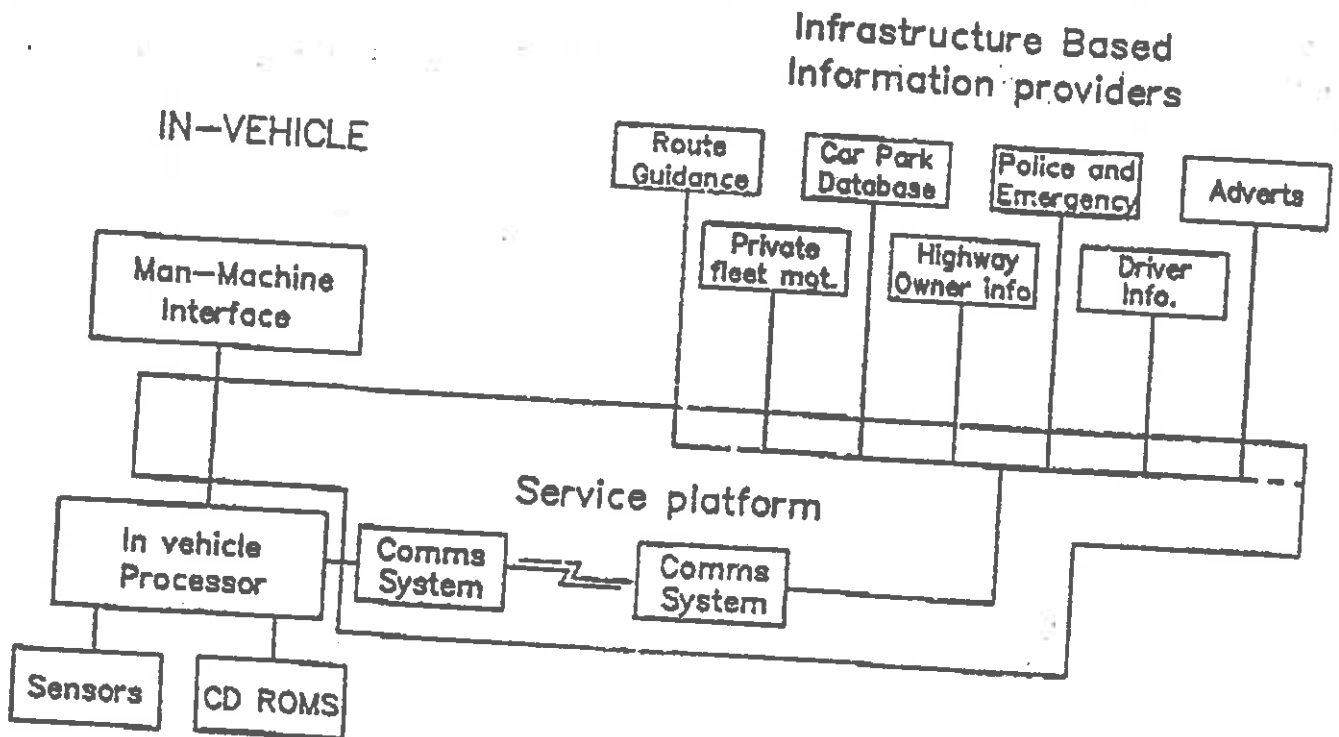 Infrastructure Based
Information providers
IN-VEHICLE
Route
Guidance
Car Park
Database
Police and
Emergency
Adverts
Private
fleet mgt.
Highway
Owner info
Driver
Info.
Man-Machine
Interface
Service platform
In vehicle
Processor
Comms
System
Comms
System
Sensors
CD ROMS